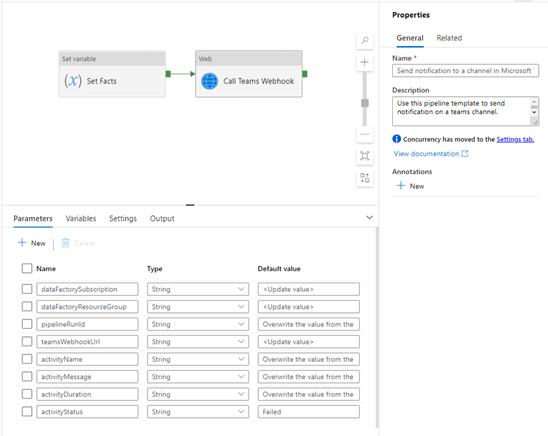 Set variable
(x) Set Facts
Web
Call Teams Webhook
Properties
General Related
Name *
Send notification to a channel in Microsoft
Description
Use this pipeline template to send
notification on a teams channel.
Concurrency has moved to the Settings tab.
View documentation
Annotations
New
Parameters Variables Settings Output
New Delete
Name Type Default value
dataFactorySubscription String <Update value>
dataFactoryResourceGroup String <Update value>
pipelineRunId String Overwrite the value from the
teamsWebhookUrl String <Update value>
activityName String Overwrite the value from the
activityMessage String Overwrite the value from the
activityDuration String Overwrite the value from the
activityStatus String Failed